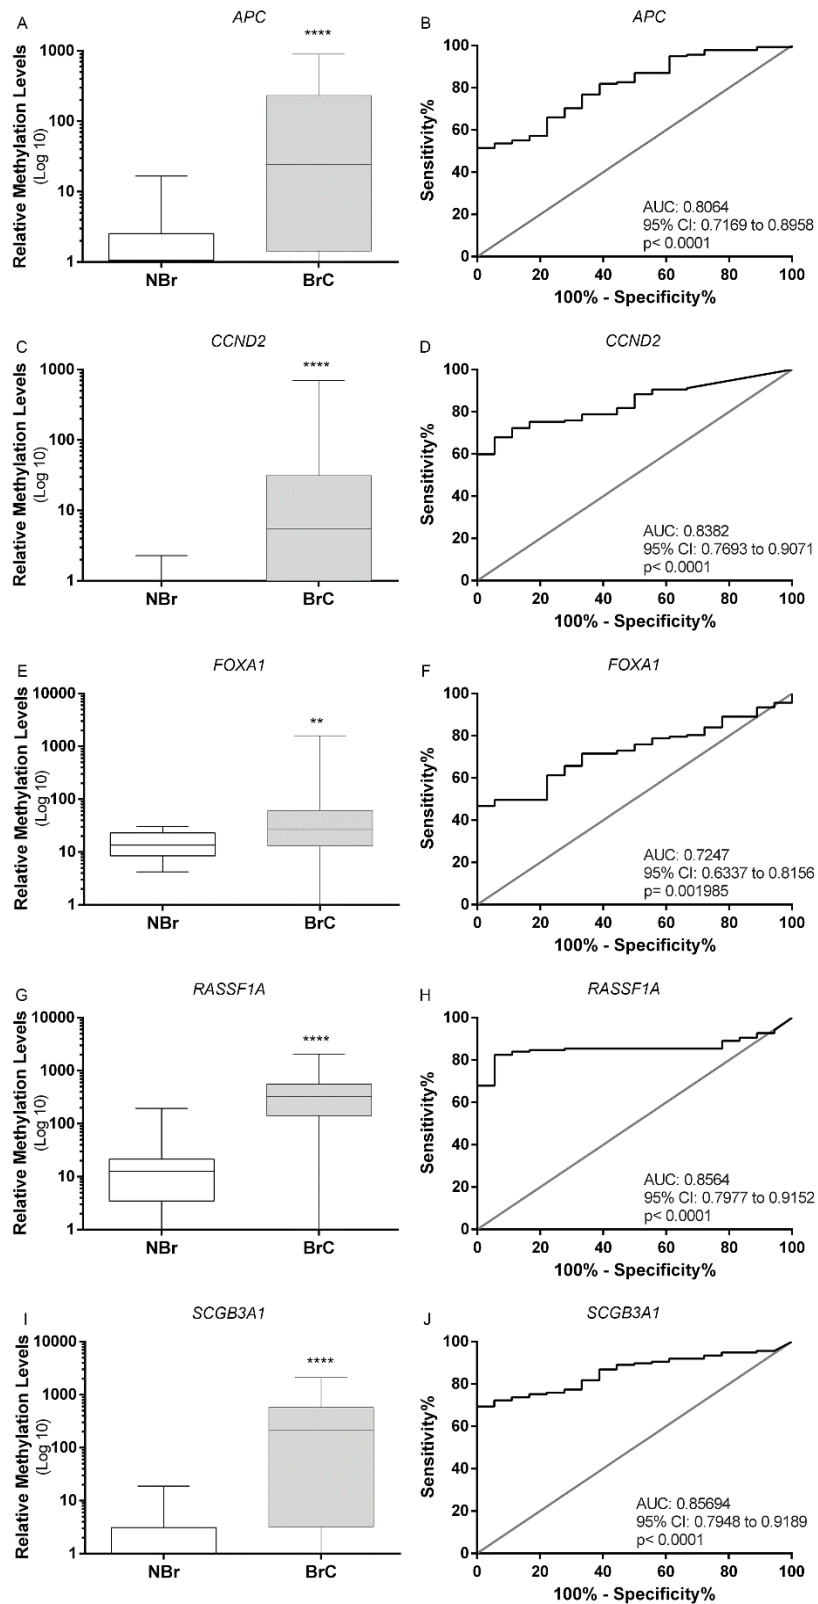 A
APC
****
Relative Methylation Levels
(Log 10)
1000
100
10
1
NBr
BrC
B
APC
Sensitivity%
100
80
60
40
20
0
AUC: 0.8064
95% CI: 0.7169 to 0.8958
p< 0.0001
0 20 40 60 80 100
100% - Specificity%
C
CCND2
****
Relative Methylation Levels
(Log 10)
1000
100
10
1
NBr
BrC
D
CCND2
Sensitivity%
100
80
60
40
20
0
AUC: 0.8382
95% CI: 0.7693 to 0.9071
p< 0.0001
0 20 40 60 80 100
100% - Specificity%
E
FOXA1
**
Relative Methylation Levels
(Log 10)
10000
1000
100
10
1
NBr
BrC
F
FOXA1
Sensitivity%
100
80
60
40
20
0
AUC: 0.7247
95% CI: 0.6337 to 0.8156
p= 0.001985
0 20 40 60 80 100
100% - Specificity%
G
RASSF1A
****
Relative Methylation Levels
(Log 10)
10000
1000
100
10
1
NBr
BrC
H
RASSF1A
Sensitivity%
100
80
60
40
20
0
AUC: 0.8564
95% CI: 0.7977 to 0.9152
p< 0.0001
0 20 40 60 80 100
100% - Specificity%
I
SCGB3A1
****
Relative Methylation Levels
(Log 10)
10000
1000
100
10
1
NBr
BrC
J
SCGB3A1
Sensitivity%
100
80
60
40
20
0
AUC: 0.85694
95% CI: 0.7948 to 0.9189
p< 0.0001
0 20 40 60 80 100
100% - Specificity%